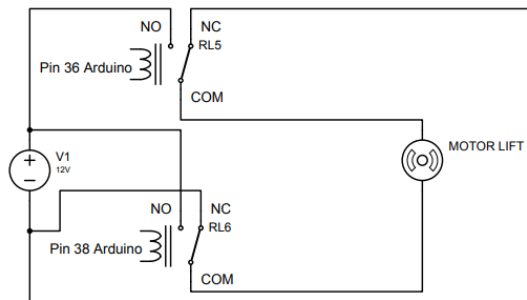 NO NC
RL5
Pin 36 Arduino
COM
MOTOR LIFT
V1
12V
NO NC
RL6
Pin 38 Arduino
COM